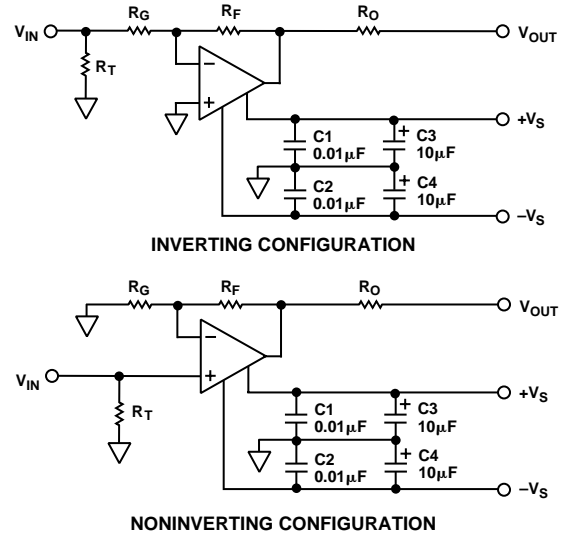 V_IN R_G R_F R_O V_OUT
R_T
− +
+V_S
C1 0.01μF + C3 10μF
C2 0.01μF + C4 10μF
−V_S
INVERTING CONFIGURATION
R_G R_F R_O V_OUT
− +
V_IN
R_T
+V_S
C1 0.01μF + C3 10μF
C2 0.01μF + C4 10μF
−V_S
NONINVERTING CONFIGURATION